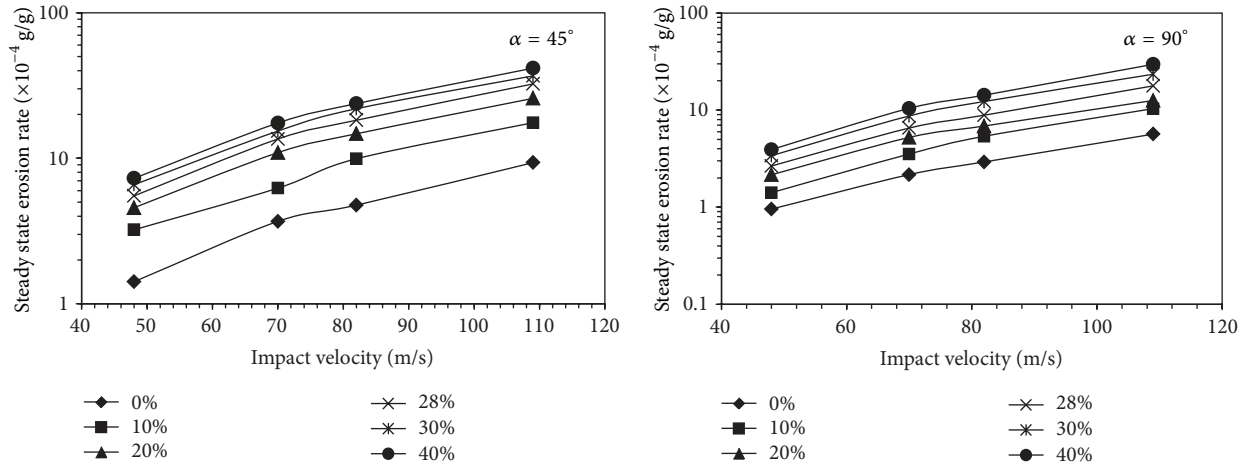 Steady state erosion rate (×10⁻⁴ g/g)
100
10
1
α = 45°
40 50 60 70 80 90 100 110 120
Impact velocity (m/s)
0%
10%
20%
28%
30%
40%
Steady state erosion rate (×10⁻⁴ g/g)
100
10
1
0.1
α = 90°
40 60 80 100 120
Impact velocity (m/s)
0%
10%
20%
28%
30%
40%